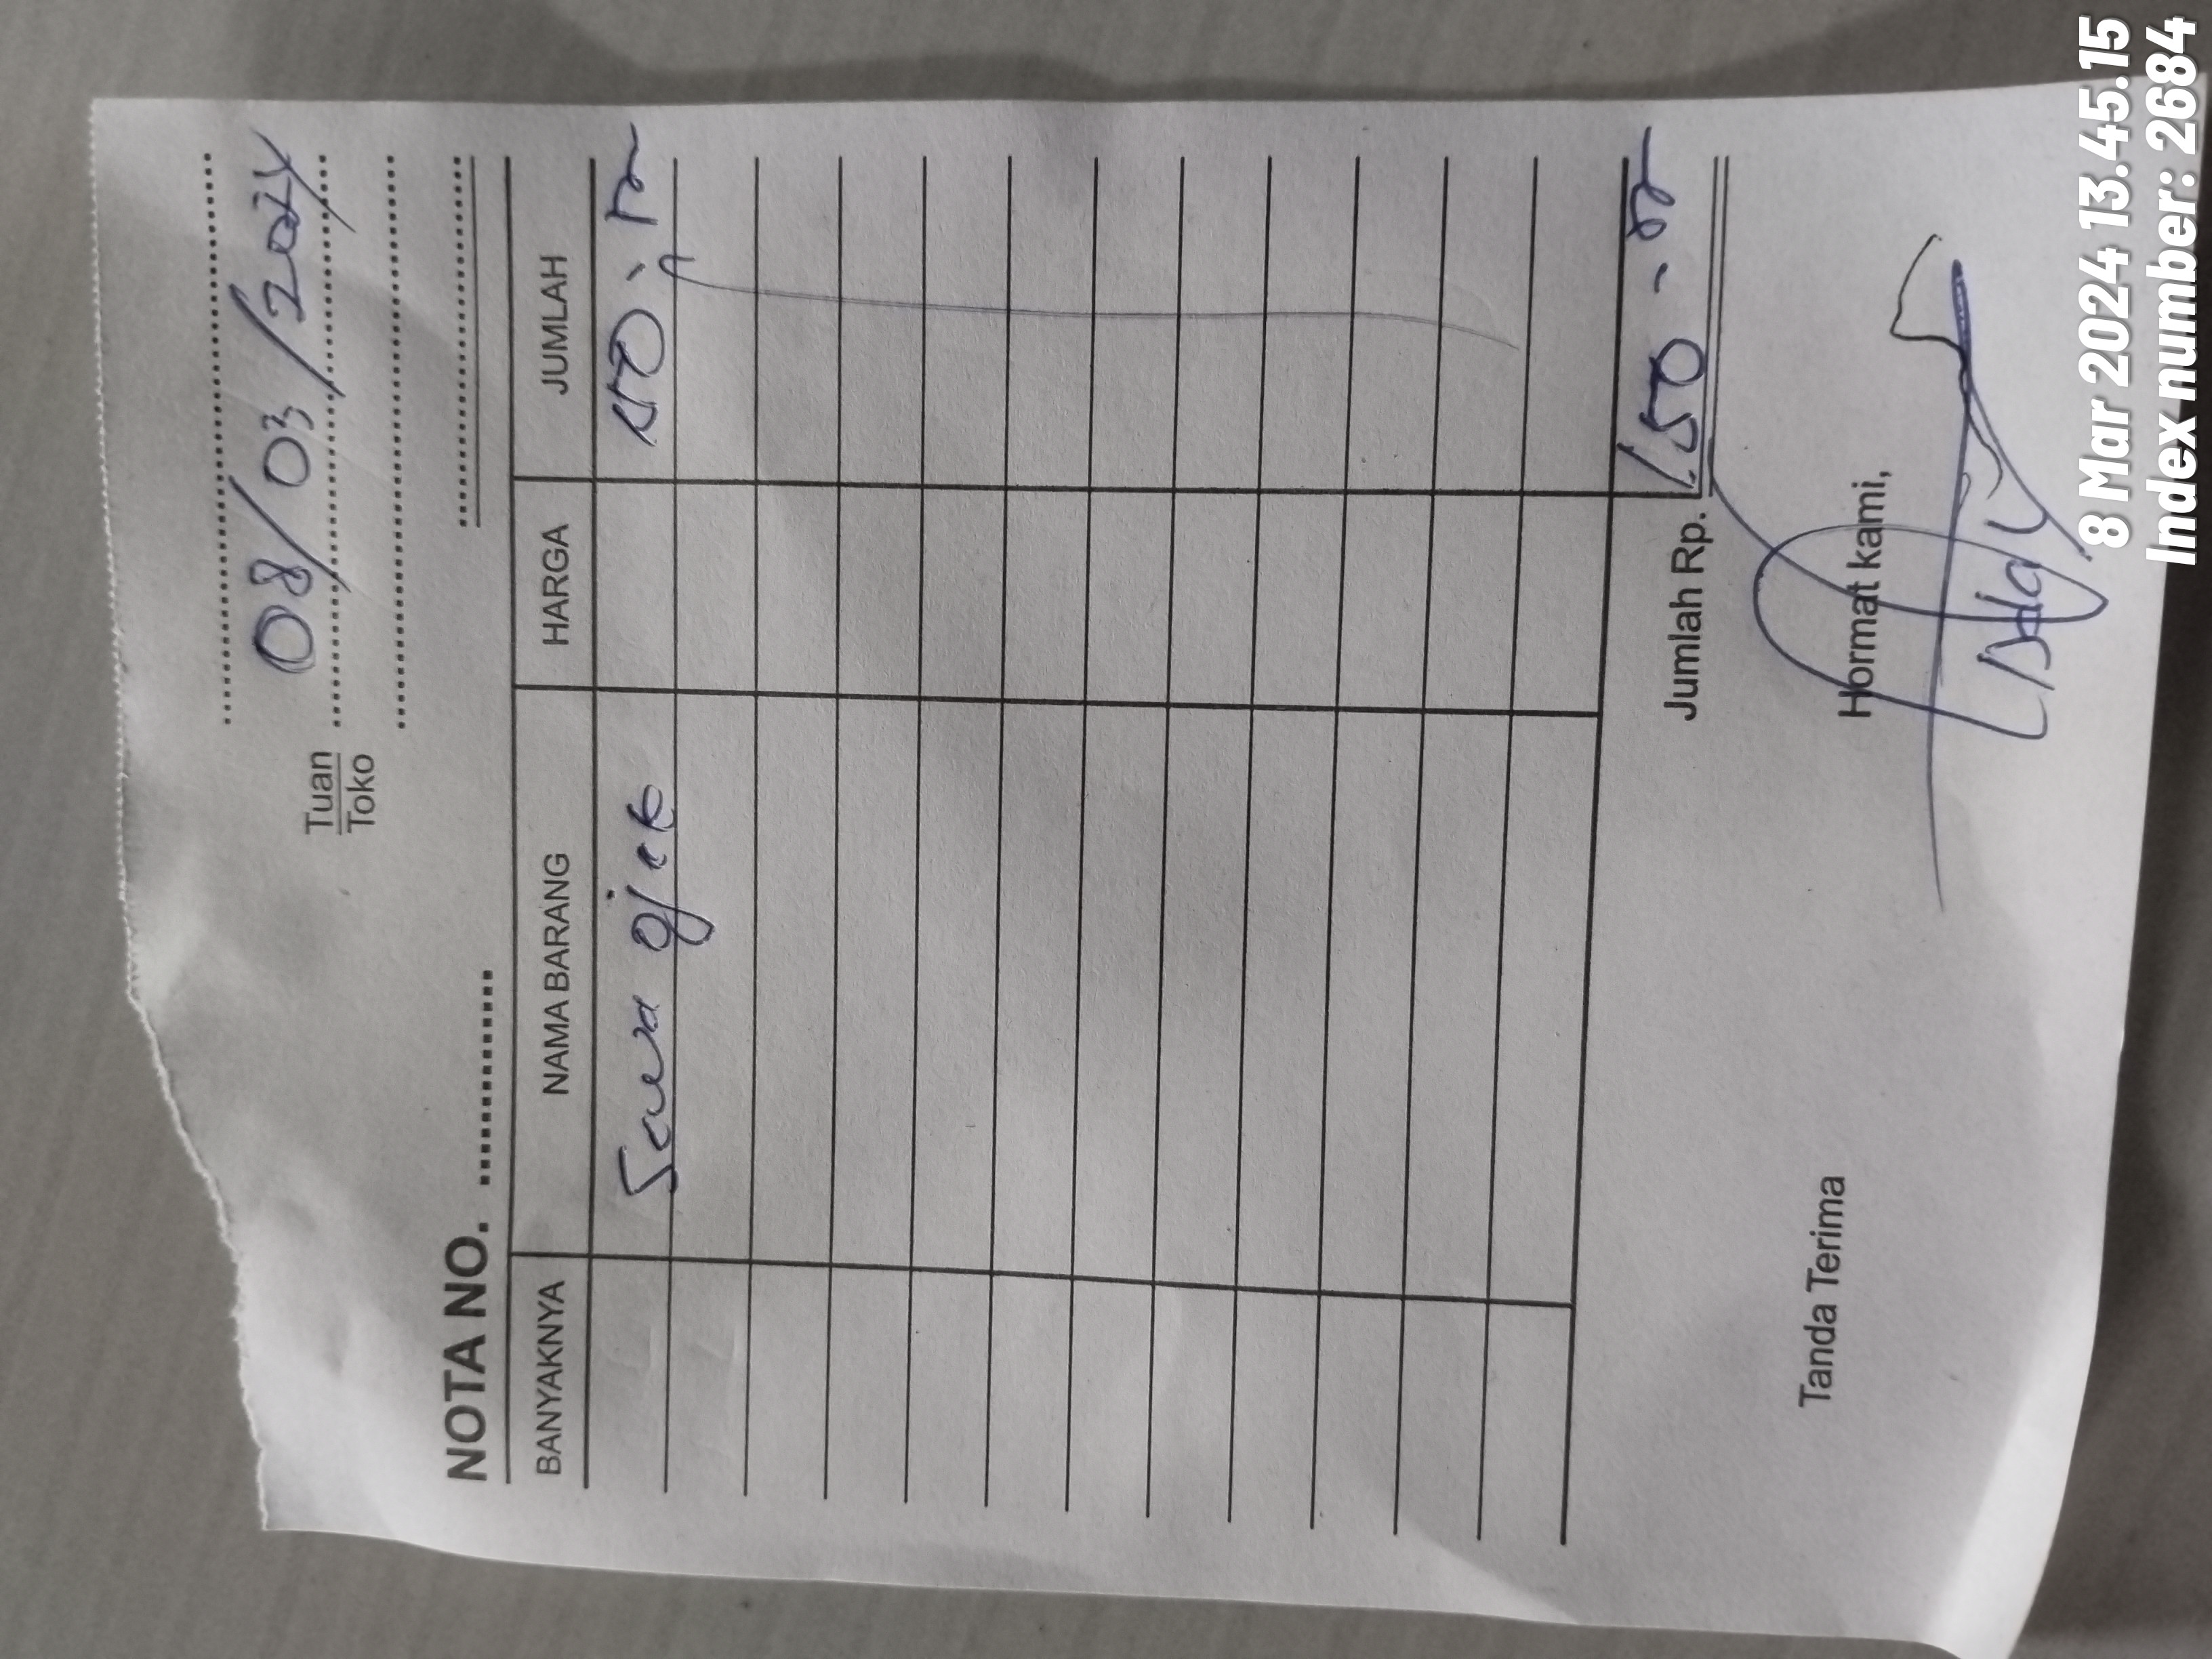 08/03/2024
Tuan
Toko
NOTA NO.
BANYAKNYA NAMA BARANG HARGA JUMLAH
Sewa ojek
Jumlah Rp. 150.-
Tanda Terima Hormat kami,
8 Mar 2024 13.45.15
Index number: 2684